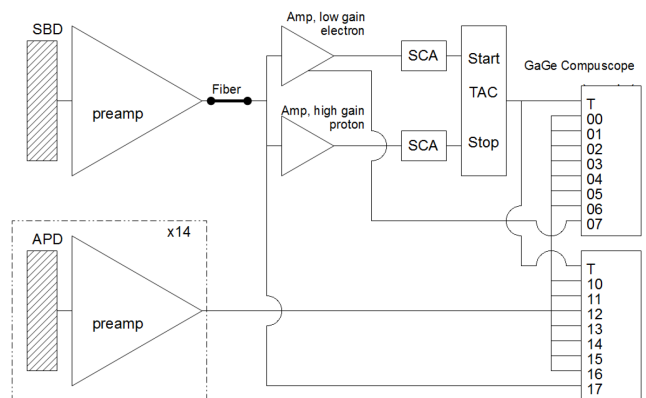 SBD
preamp
Fiber
Amp, low gain
electron
SCA
Start
TAC
Stop
Amp, high gain
proton
SCA
GaGe Compuscope
T
00
01
02
03
04
05
06
07
APD
x14
preamp
T
10
11
12
13
14
15
16
17